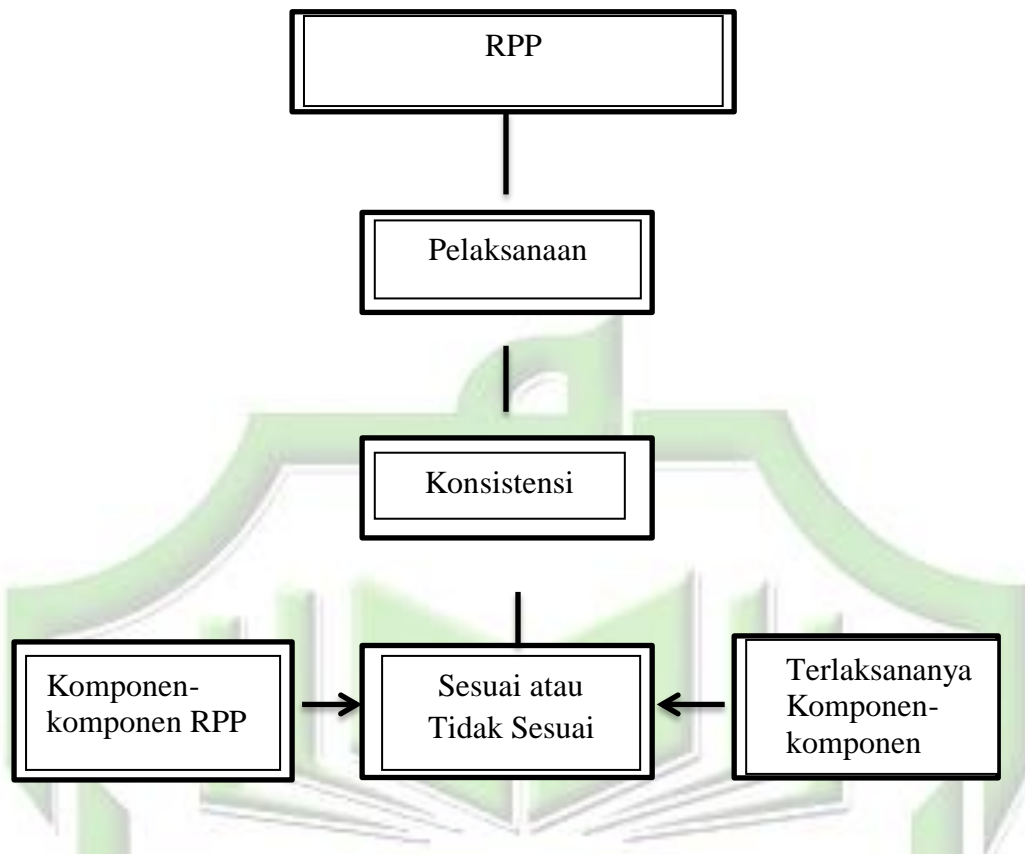 RPP
Pelaksanaan
Konsistensi
Komponen-
komponen RPP
Sesuai atau
Tidak Sesuai
Terlaksananya
Komponen-
komponen